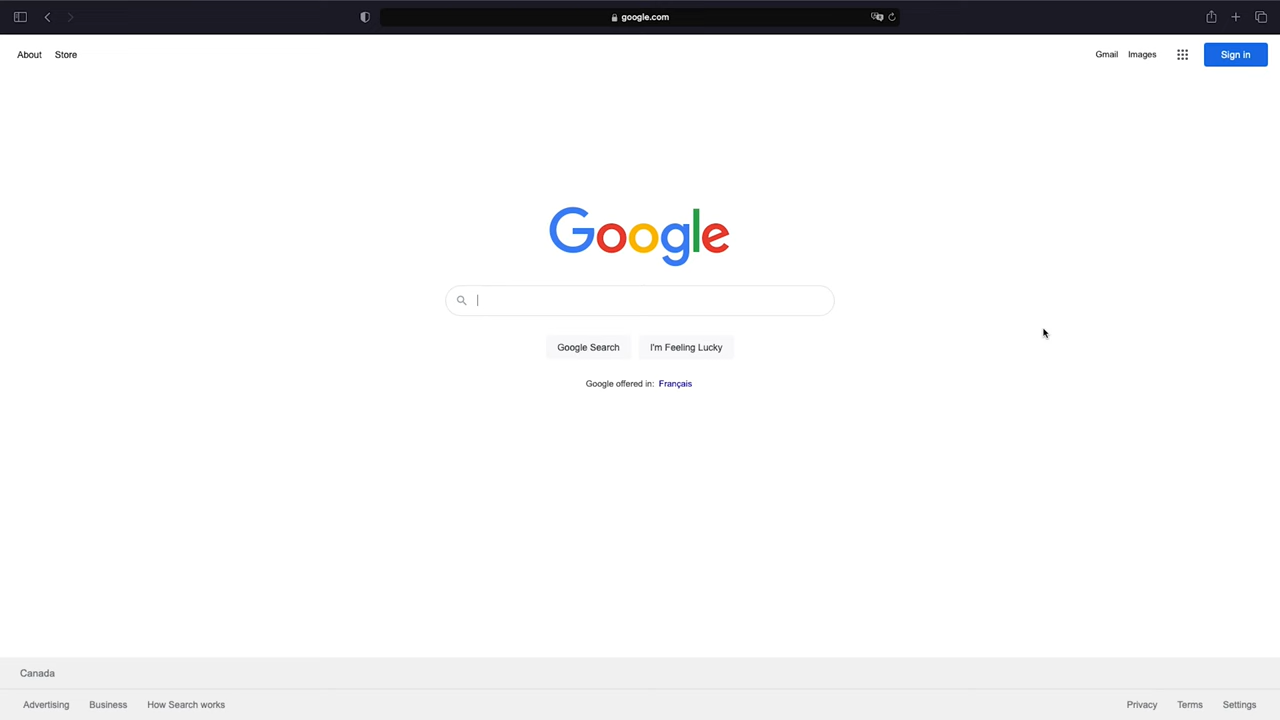 google.com
About Store
Gmail Images Sign in
Google
Google Search I'm Feeling Lucky
Google offered in: Français
Canada
Advertising Business How Search works
Privacy Terms Settings